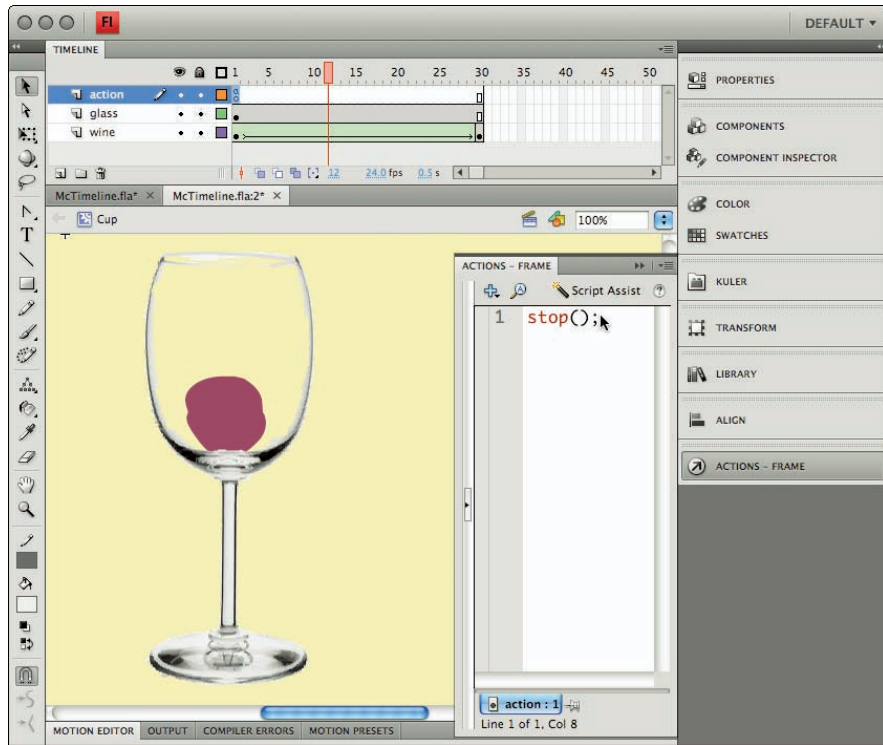 Fl
DEFAULT
TIMELINE
1 5 10 15 20 25 30 35 40 45 50
action
glass
wine
12 24.0 fps 0.5 s
McTimeline.fla* × McTimeline.fla:2* ×
Cup
100%
ACTIONS – FRAME
Script Assist
1 stop();
action : 1
Line 1 of 1, Col 8
MOTION EDITOR OUTPUT COMPILER ERRORS MOTION PRESETS
PROPERTIES
COMPONENTS
COMPONENT INSPECTOR
COLOR
SWATCHES
KULER
TRANSFORM
LIBRARY
ALIGN
ACTIONS – FRAME